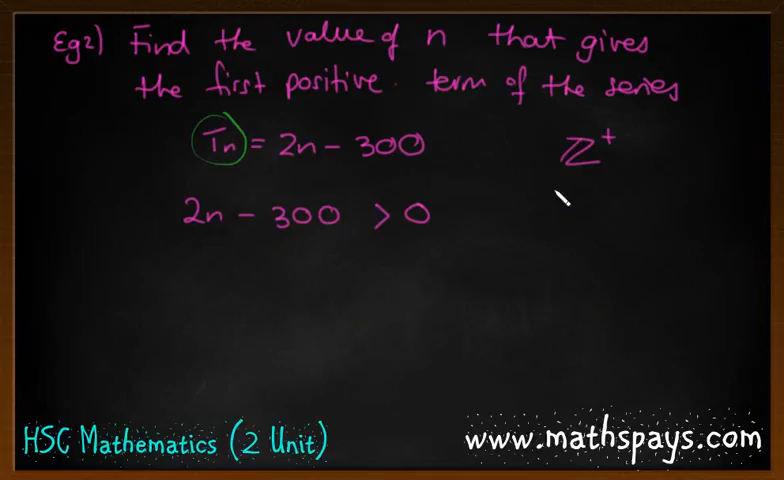 Eg2) Find the value of n that gives
the first positive. term of the series
Tn = 2n - 300
Z+
2n - 300 > 0
HSC Mathematics (2 Unit)
www.mathspays.com